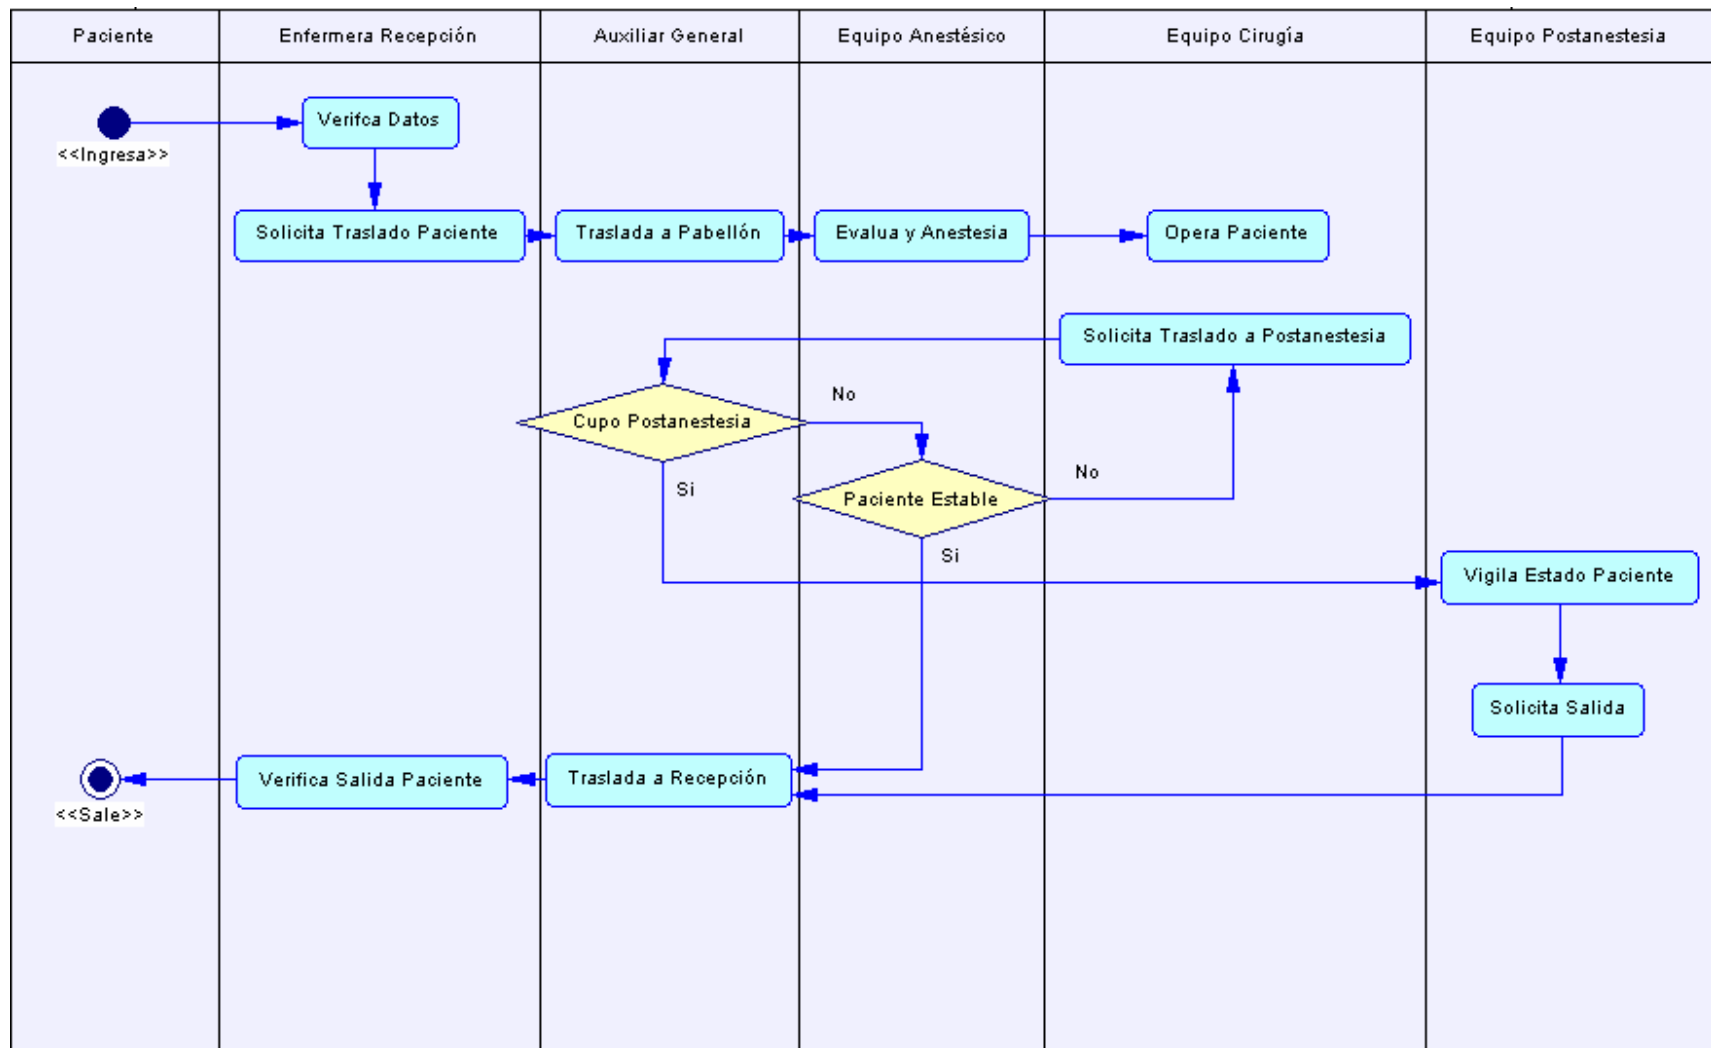 Paciente
Enfermera Recepción
Auxiliar General
Equipo Anestésico
Equipo Cirugía
Equipo Postanestesia
<<Ingresa>>
Verifca Datos
Solicita Traslado Paciente
Traslada a Pabellón
Evalua y Anestesia
Opera Paciente
Solicita Traslado a Postanestesia
Cupo Postanestesia
No
Si
Paciente Estable
No
Si
Vigila Estado Paciente
Solicita Salida
Traslada a Recepción
Verifica Salida Paciente
<<Sale>>